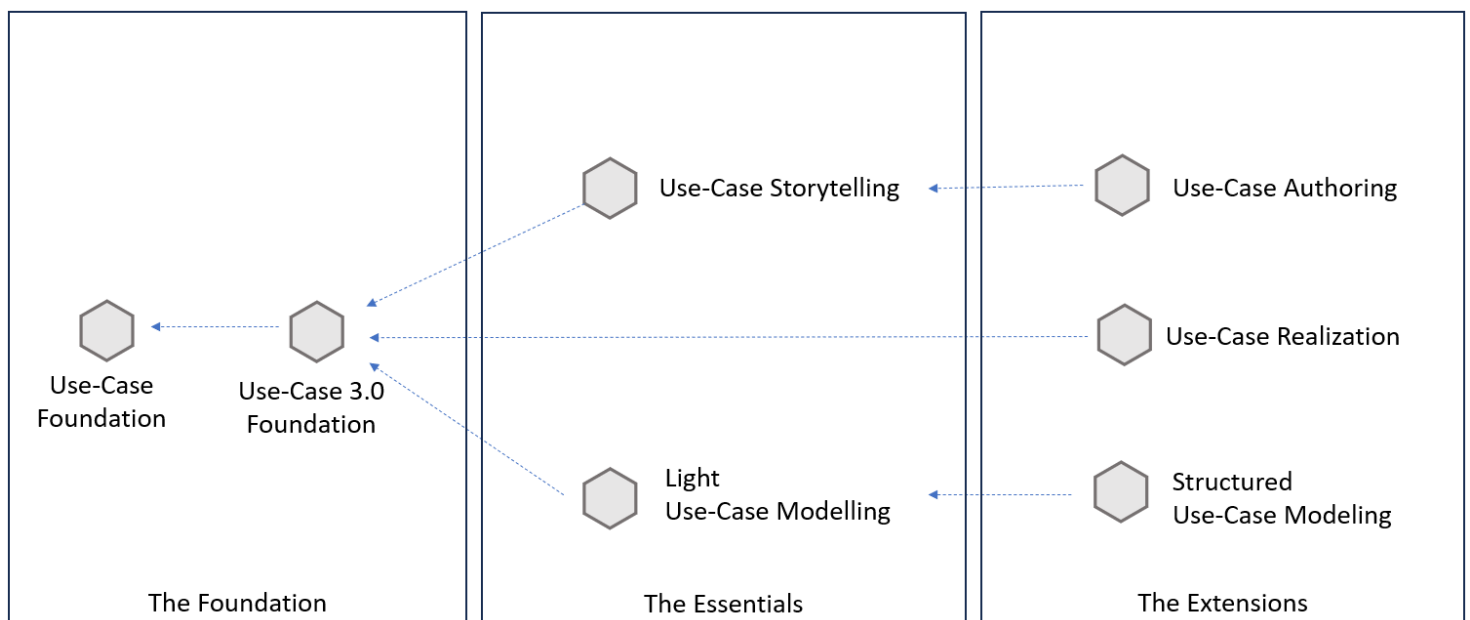 Use-Case Storytelling
Use-Case Authoring
Use-Case Realization
Use-Case
Foundation
Use-Case 3.0
Foundation
Light
Use-Case Modelling
Structured
Use-Case Modeling
The Foundation
The Essentials
The Extensions